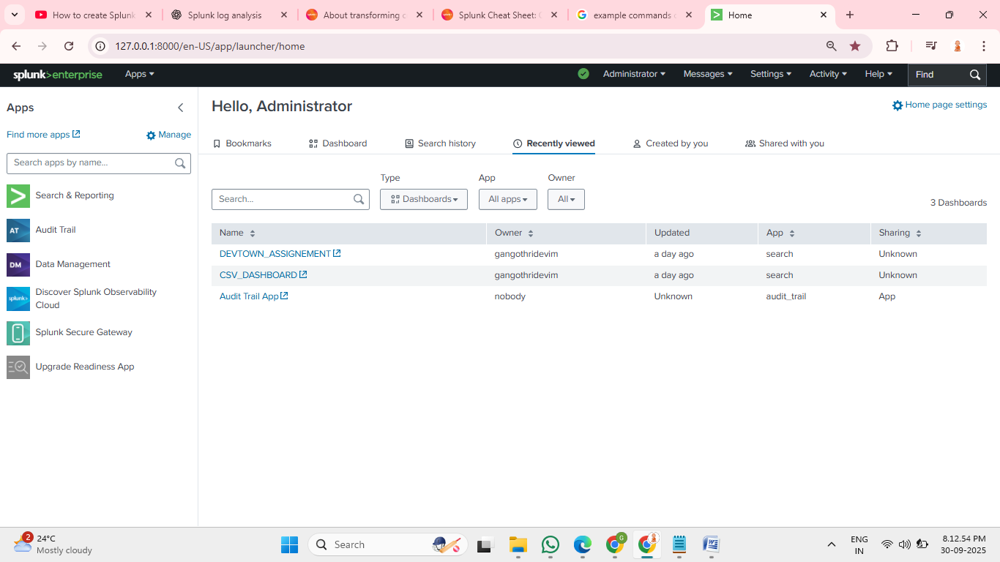 How to create Splunk
Splunk log analysis
About transforming c
Splunk Cheat Sheet:
example commands
Home
127.0.0.1:8000/en-US/app/launcher/home
splunk>enterprise Apps Administrator Messages Settings Activity Help Find
Apps
Find more apps Manage
Search apps by name...
Search & Reporting
AT Audit Trail
DM Data Management
splunk> Discover Splunk Observability
Cloud
Splunk Secure Gateway
Upgrade Readiness App
Hello, Administrator
Home page settings
Bookmarks Dashboard Search history Recently viewed Created by you Shared with you
Type App Owner
Search... Dashboards All apps All
3 Dashboards
Name Owner Updated App Sharing
DEVTOWN_ASSIGNEMENT gangothridevim a day ago search Unknown
CSV_DASHBOARD gangothridevim a day ago search Unknown
Audit Trail App nobody Unknown audit_trail App
2 24°C
Mostly cloudy
Search
G
ENG
IN
8.12.54 PM
30-09-2025